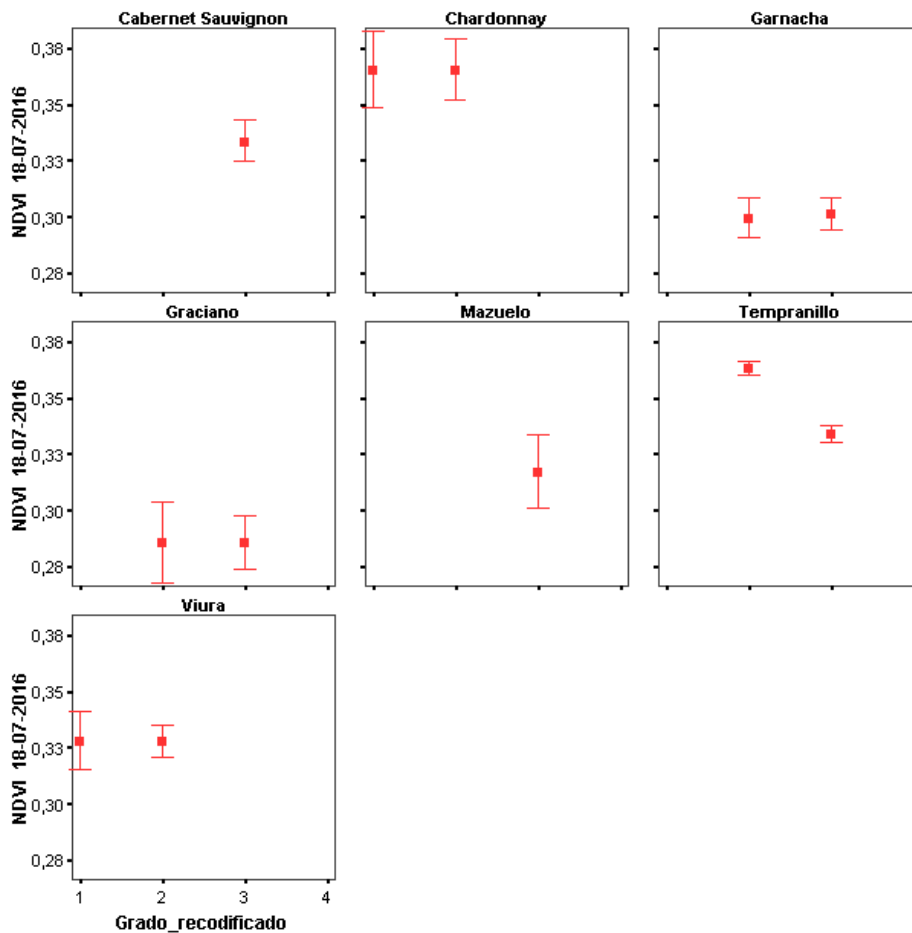 Cabernet Sauvignon
Chardonnay
Garnacha
NDVI 18-07-2016
0,38
0,35
0,33
0,30
0,28
Graciano
Mazuelo
Tempranillo
NDVI 18-07-2016
0,38
0,35
0,33
0,30
0,28
Viura
NDVI 18-07-2016
0,38
0,35
0,33
0,30
0,28
1 2 3 4
Grado_recodificado